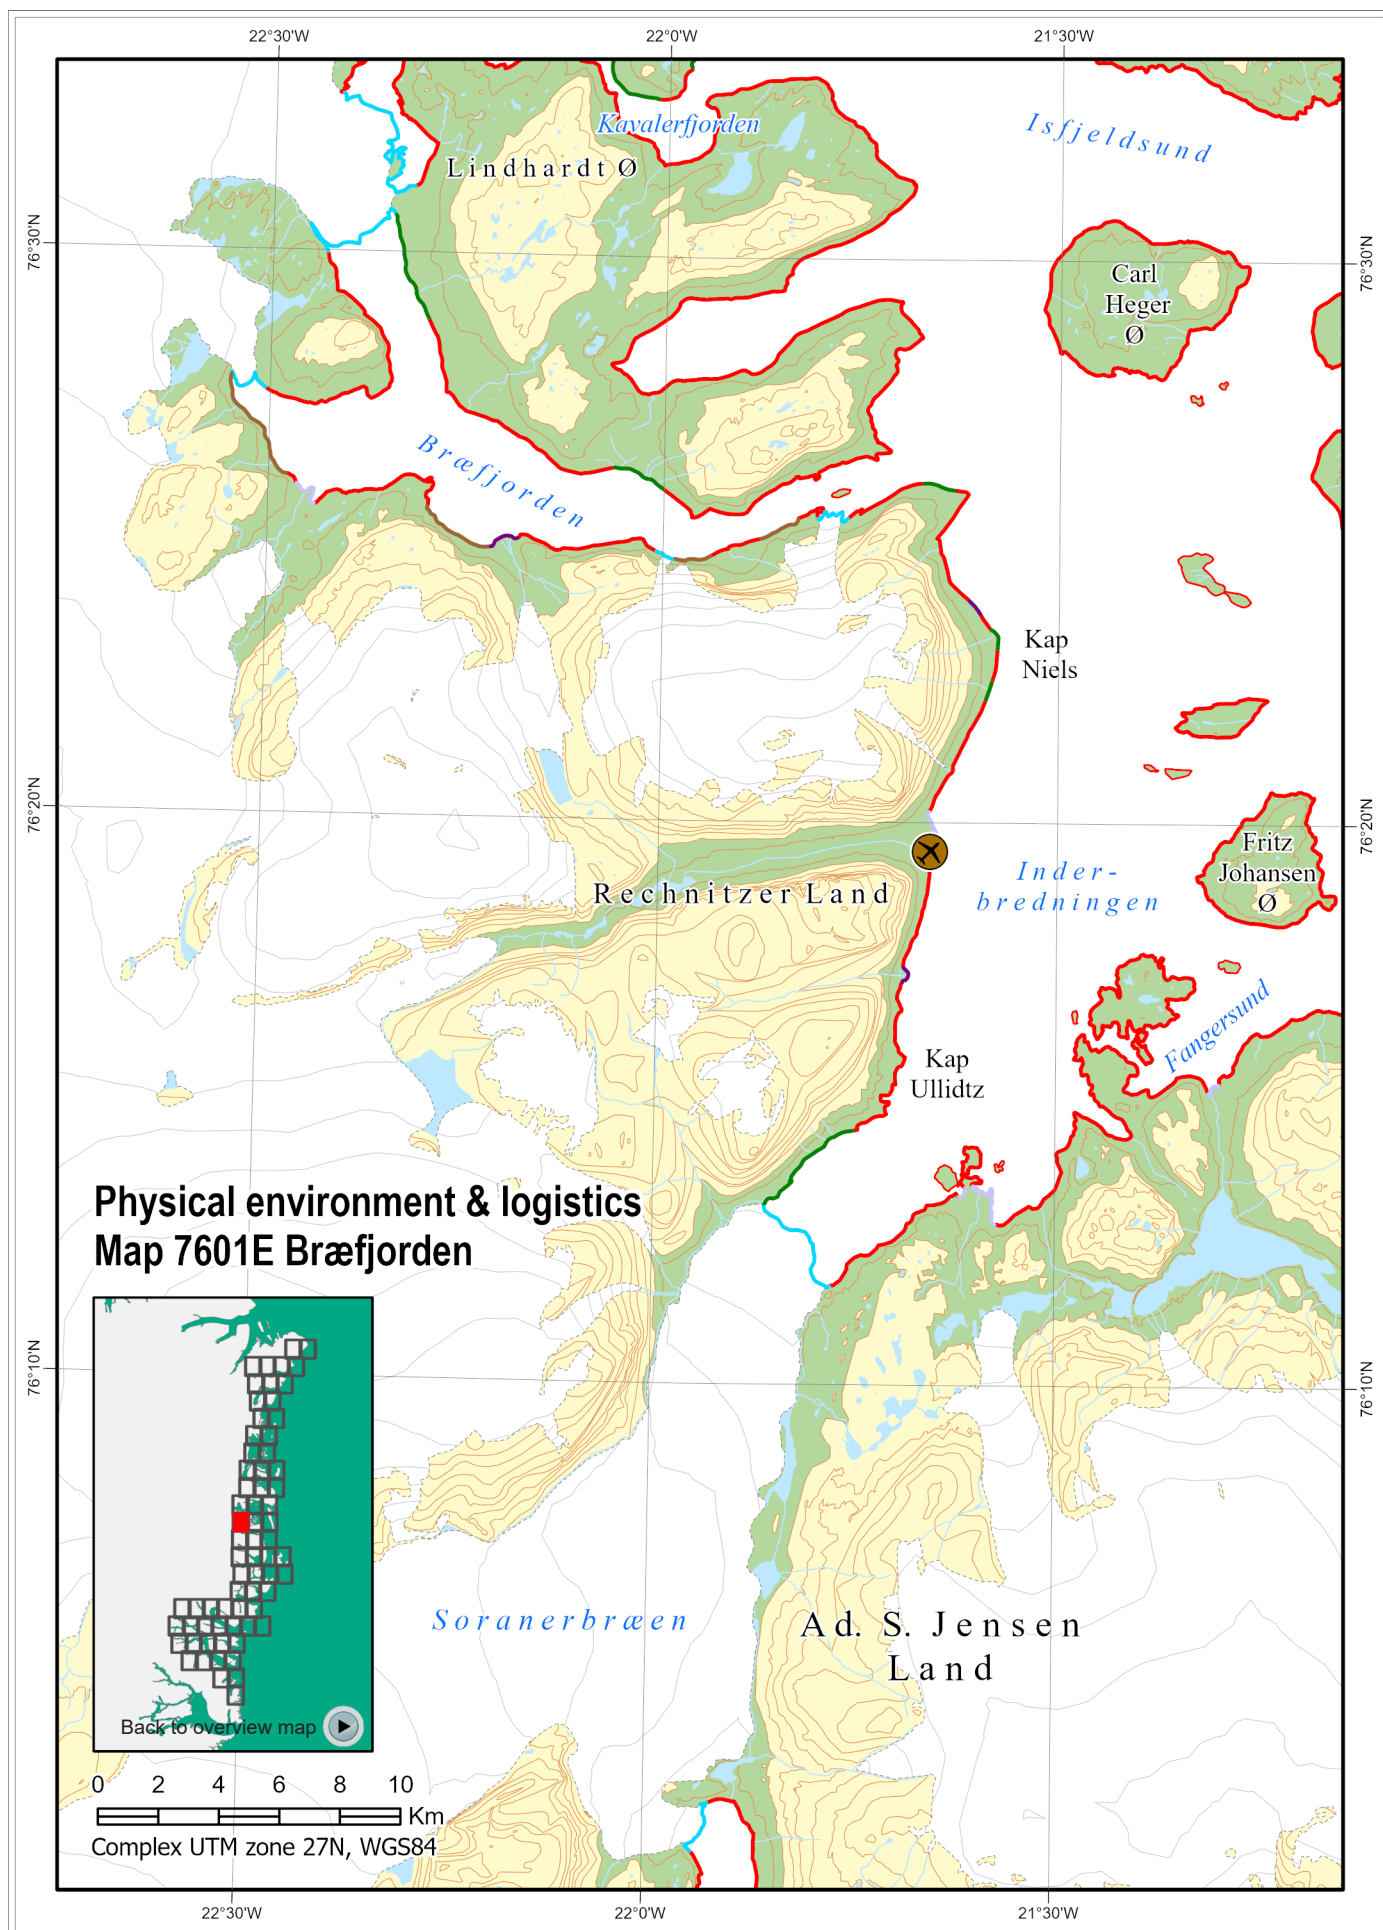 22°30'W
22°0'W
21°30'W
Kavalerfjorden
Isfjeldsund
Lindhardt Ø
76°30'N
76°30'N
Carl
Heger
Ø
Bræfjorden
Kap
Niels
76°20'N
76°20'N
Fritz
Johansen
Ø
Inder-
bredningen
Rechnitzer Land
Fangersund
Kap
Ullidtz
Physical environment & logistics
Map 7601E Bræfjorden
76°10'N
76°10'N
Soranerbræen
Ad. S. Jensen
Land
Back to overview map
0 2 4 6 8 10
Km
Complex UTM zone 27N, WGS84
22°30'W
22°0'W
21°30'W